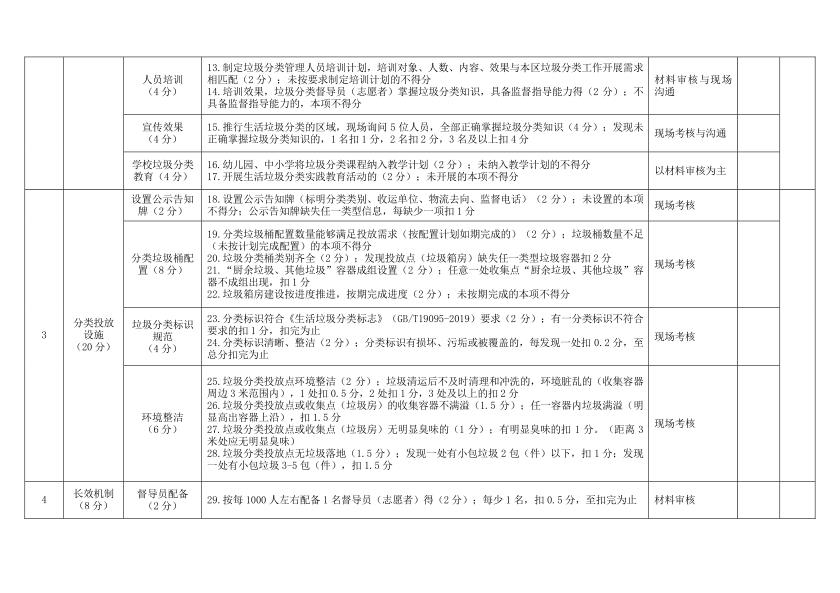 人员培训
（4 分）
13.制定垃圾分类管理人员培训计划，培训对象、人数、内容、效果与本区垃圾分类工作开展需求
相匹配（2 分）；未按要求制定培训计划的不得分
14.培训效果，垃圾分类督导员（志愿者）掌握垃圾分类知识，具备监督指导能力得（2 分）；不
具备监督指导能力的，本项不得分
材料审核与现场
沟通
宣传效果
（4 分）
15.推行生活垃圾分类的区域，现场询问 5 位人员，全部正确掌握垃圾分类知识（4 分）；发现未
正确掌握垃圾分类知识的，1 名扣 1 分，2 名扣 2 分，3 名及以上扣 4 分
现场考核与沟通
学校垃圾分类
教育（4 分）
16.幼儿园、中小学将垃圾分类课程纳入教学计划（2 分）；未纳入教学计划的不得分
17.开展生活垃圾分类实践教育活动的（2 分）；未开展的本项不得分
以材料审核为主
3
分类投放
设施
（20 分）
设置公示告知
牌（2 分）
18.设置公示告知牌（标明分类类别、收运单位、物流去向、监督电话）（2 分）；未设置的本项
不得分；公示告知牌缺失任一类型信息，每缺少一项扣 1 分
现场考核
分类垃圾桶配
置（8 分）
19.分类垃圾桶配置数量能够满足投放需求（按配置计划如期完成的）（2 分）；垃圾桶数量不足
（未按计划完成配置）的本项不得分
20.垃圾分类桶类别齐全（2 分）；发现投放点（垃圾箱房）缺失任一类型垃圾容器扣 2 分
21.“厨余垃圾、其他垃圾”容器成组设置（2 分）；任意一处收集点“厨余垃圾、其他垃圾”容
器不成组出现，扣 1 分
22.垃圾箱房建设按进度推进，按期完成进度（2 分）；未按期完成的本项不得分
现场考核
垃圾分类标识
规范
（4 分）
23.分类标识符合《生活垃圾分类标志》（GB/T19095-2019）要求（2 分）；有一分类标识不符合
要求的扣 1 分，扣完为止
24.分类标识清晰、整洁（2 分）；分类标识有损坏、污垢或被覆盖的，每发现一处扣 0.2 分，至
总分扣完为止
现场考核
环境整洁
（6 分）
25.垃圾分类投放点环境整洁（2 分）；垃圾清运后不及时清理和冲洗的，环境脏乱的（收集容器
周边 3 米范围内），1 处扣 0.5 分，2 处扣 1 分，3 处及以上的扣 2 分
26.垃圾分类投放点或收集点（垃圾房）的收集容器不满溢（1.5 分）；任一容器内垃圾满溢（明
显高出容器上沿），扣 1.5 分
27.垃圾分类投放点或收集点（垃圾房）无明显臭味的（1 分）；有明显臭味的扣 1 分。（距离 3
米处应无明显臭味）
28.垃圾分类投放点无垃圾落地（1.5 分）；发现一处有小包垃圾 2 包（件）以下，扣 1 分；发现
一处有小包垃圾 3-5 包（件），扣 1.5 分
现场考核
4
长效机制
（8 分）
督导员配备
（2 分）
29.按每 1000 人左右配备 1 名督导员（志愿者）得（2 分）；每少 1 名，扣 0.5 分，至扣完为止
材料审核